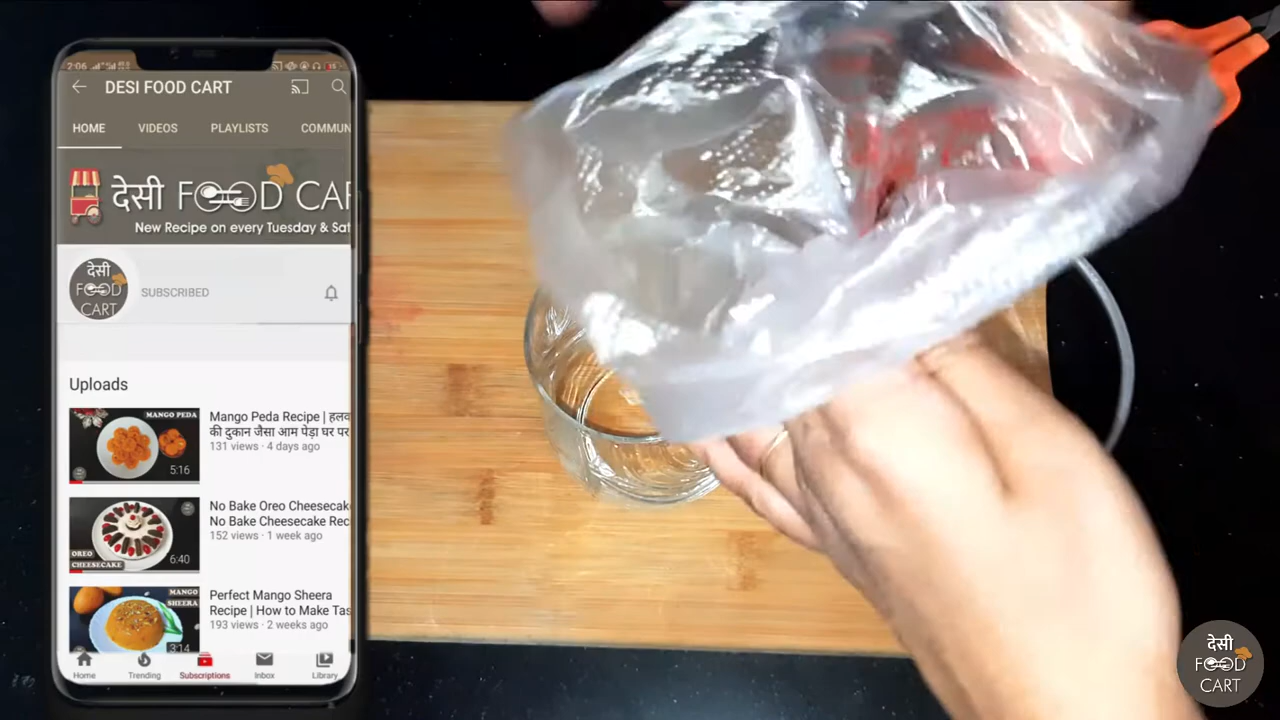 2:06
DESI FOOD CART
HOME VIDEOS PLAYLISTS COMMUN
देसी FOOD CAR
New Recipe on every Tuesday & Sat
देसी
FOOD
CART
SUBSCRIBED
Uploads
MANGO PEDA
5:16
Mango Peda Recipe | हलव
की दुकान जैसा आम पेड़ा घर पर
131 views · 4 days ago
OREO
CHEESECAKE
6:40
No Bake Oreo Cheesecak
No Bake Cheesecake Rec
152 views · 1 week ago
MANGO
SHEERA
3:14
Perfect Mango Sheera
Recipe | How to Make Tas
193 views · 2 weeks ago
Home Trending Subscriptions Inbox Library
देसी
FOOD
CART